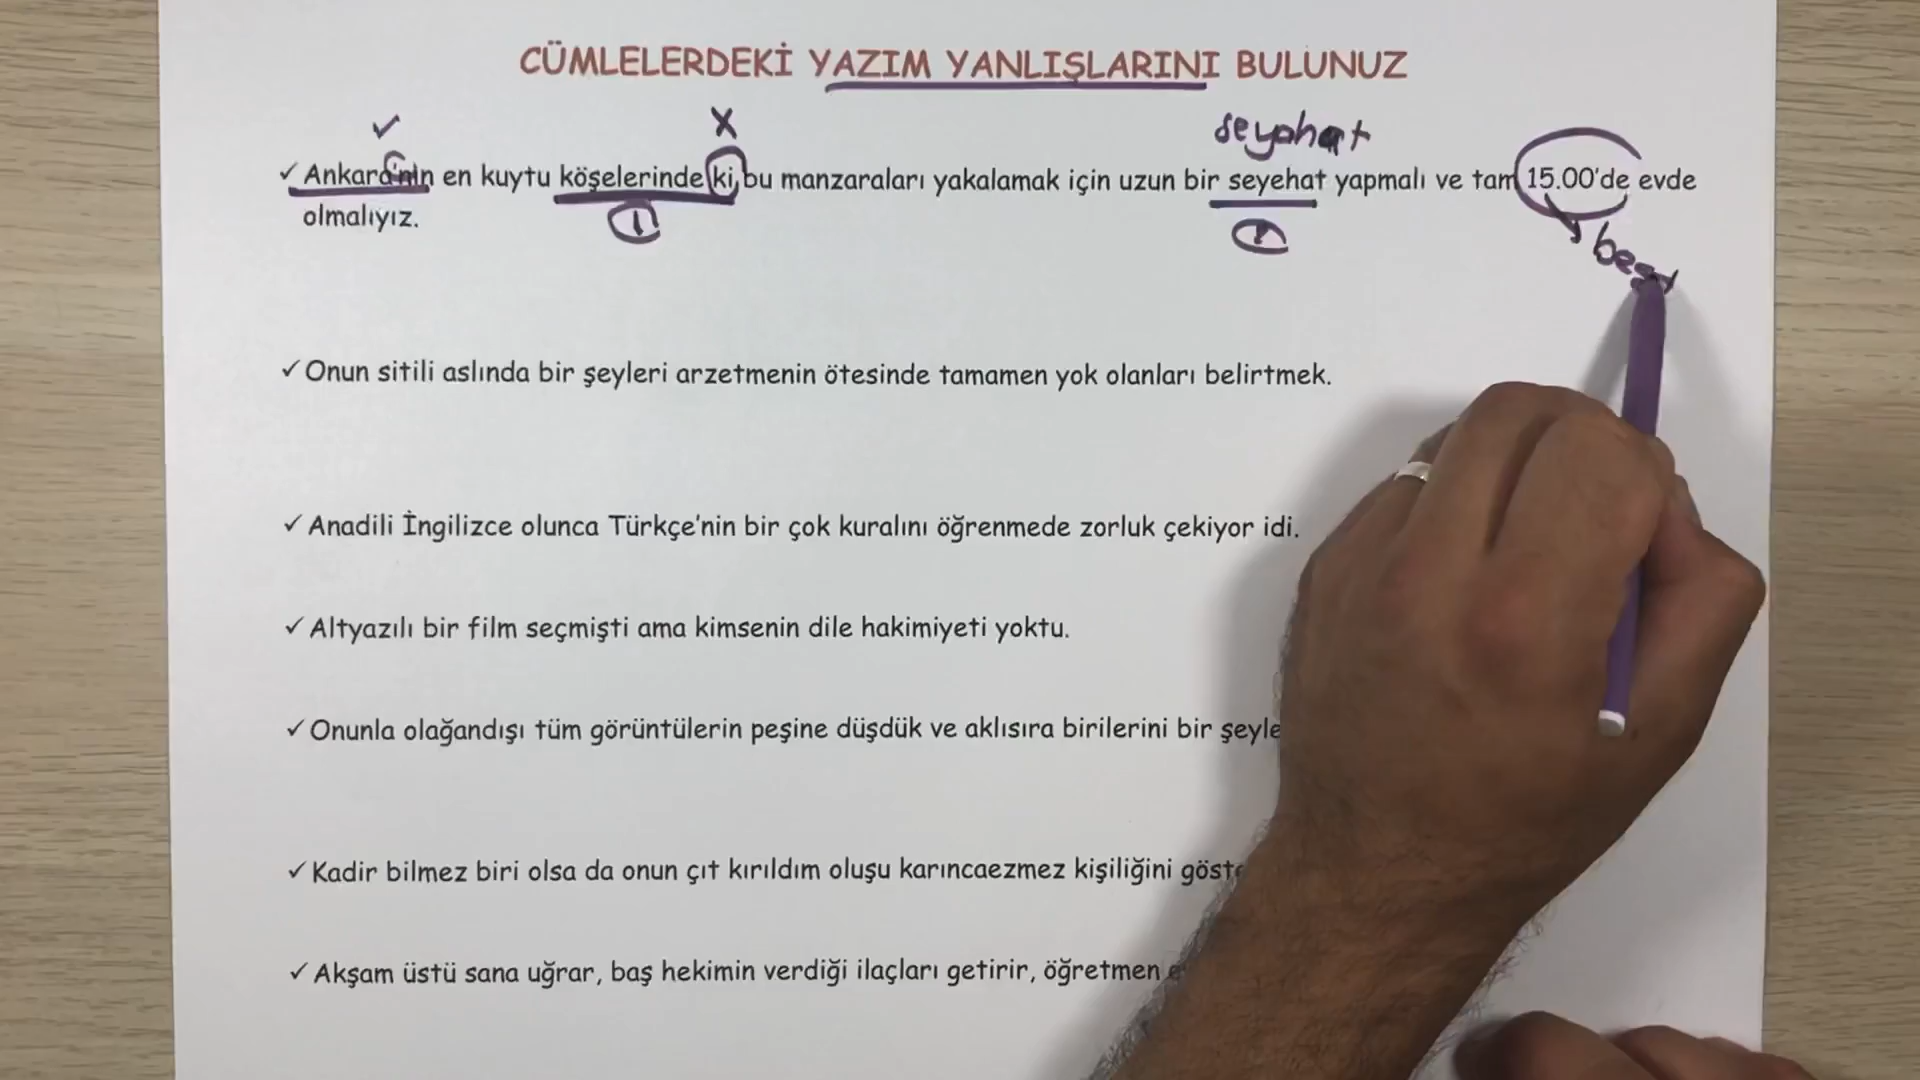 CÜMLELERDEKİ YAZIM YANLIŞLARINI BULUNUZ
✓ X seyahat
✓ Ankara'nın en kuytu köşelerinde ki, bu manzaraları yakalamak için uzun bir seyehat yapmalı ve tam 15.00'de evde
olmalıyız.
1 2
✓ Onun sitili aslında bir şeyleri arzetmenin ötesinde tamamen yok olanları belirtmek.
✓ Anadili İngilizce olunca Türkçe'nin bir çok kuralını öğrenmede zorluk çekiyor idi.
✓ Altyazılı bir film seçmişti ama kimsenin dile hakimiyeti yoktu.
✓ Onunla olağandışı tüm görüntülerin peşine düşdük ve aklısıra birilerini bir şeyle
✓ Kadir bilmez biri olsa da onun çıt kırıldım oluşu karıncaezmez kişiliğini göste
✓ Akşam üstü sana uğrar, baş hekimin verdiği ilaçları getirir, öğretmen